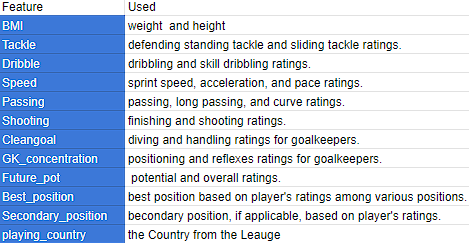 Feature Used
BMI weight and height
Tackle defending standing tackle and sliding tackle ratings.
Dribble dribbling and skill dribbling ratings.
Speed sprint speed, acceleration, and pace ratings.
Passing passing, long passing, and curve ratings.
Shooting finishing and shooting ratings.
Cleangoal diving and handling ratings for goalkeepers.
GK_concentration positioning and reflexes ratings for goalkeepers.
Future_pot potential and overall ratings.
Best_position best position based on player's ratings among various positions.
Secondary_position becondary position, if applicable, based on player's ratings.
playing_country the Country from the Leauge